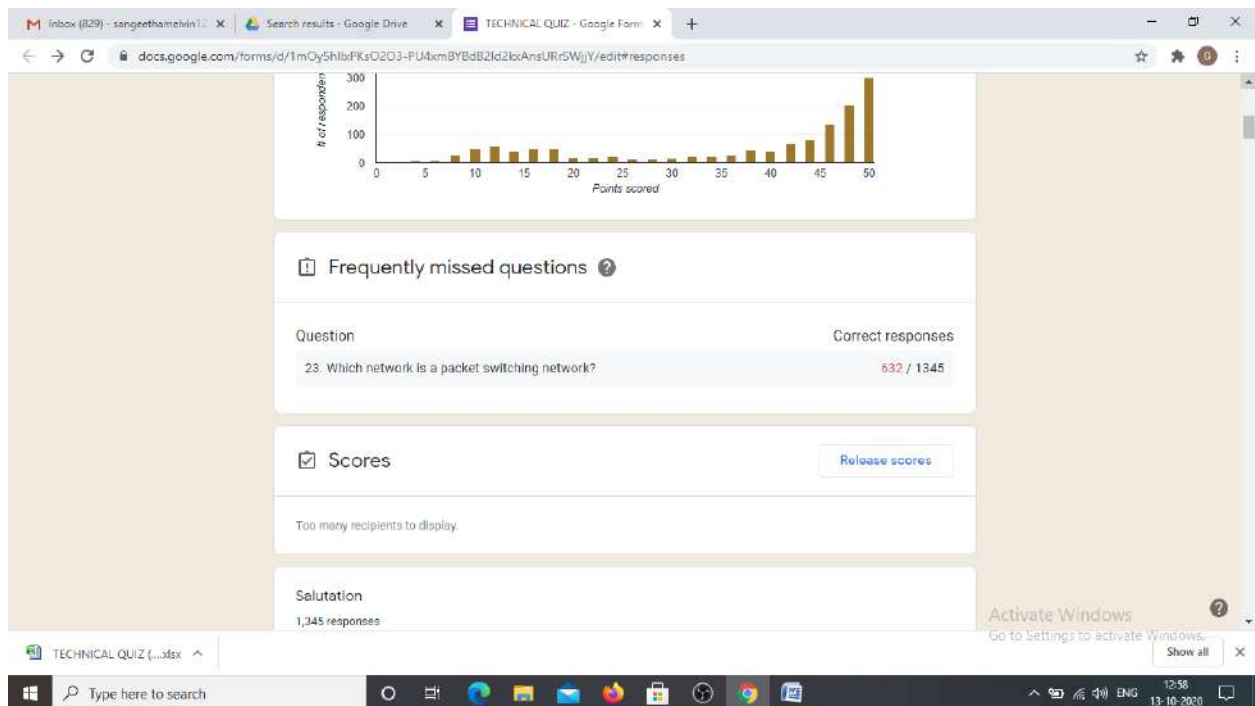 Inbox (829) - sangeethamelvin12
Search results - Google Drive
TECHNICAL QUIZ - Google Form
docs.google.com/forms/d/
/edit#responses
G
# of responden
300
200
100
0
0 5 10 15 20 25 30 35 40 45 50
Points scored
Frequently missed questions
Question Correct responses
23. Which network is a packet switching network? 632 / 1345
Scores Release scores
Too many recipients to display.
Salutation
1,345 responses
Activate Windows
Go to Settings to activate Windows.
TECHNICAL QUIZ (....xlsx Show all
Type here to search
ENG 12:58
13-10-2020